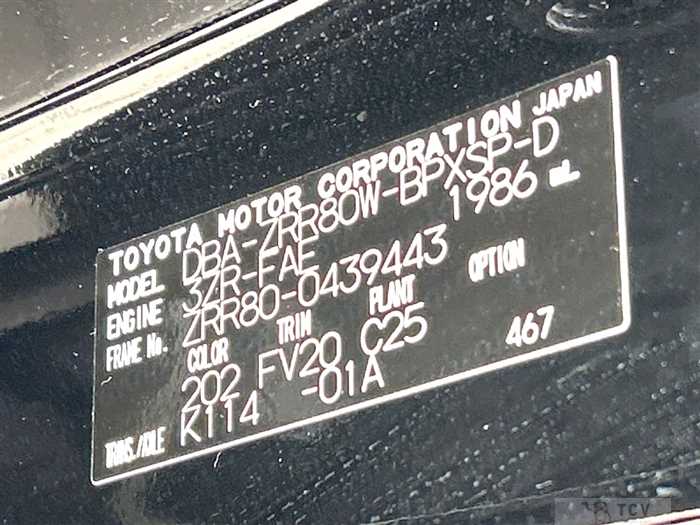 TOYOTA MOTOR CORPORATION JAPAN
MODEL DBA-ZRR80W-BPXSP-D
ENGINE 3ZR-FAE 1986 mL
FRAME No. ZRR80-0439443
COLOR TRIM PLANT OPTION
202 FV20 C25 467
TRANS./AXLE K114 -01A
TCV